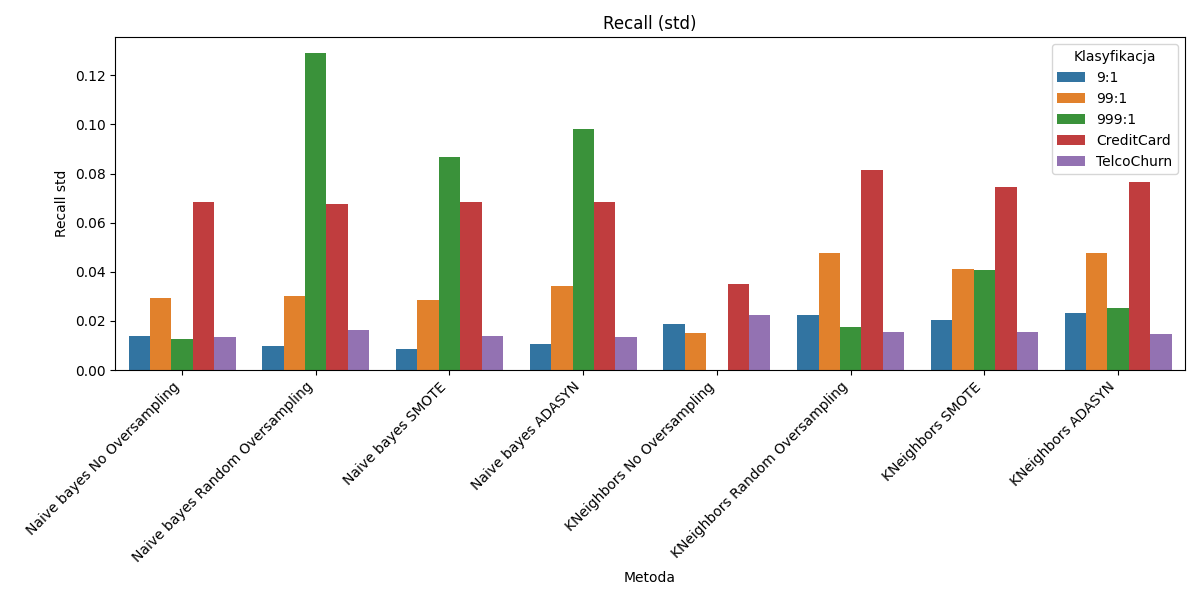 Recall (std)
Recall std
0.12
0.10
0.08
0.06
0.04
0.02
0.00
Klasyfikacja
9:1
99:1
999:1
CreditCard
TelcoChurn
Naive bayes No Oversampling
Naive bayes Random Oversampling
Naive bayes SMOTE
Naive bayes ADASYN
KNeighbors No Oversampling
KNeighbors Random Oversampling
KNeighbors SMOTE
KNeighbors ADASYN
Metoda